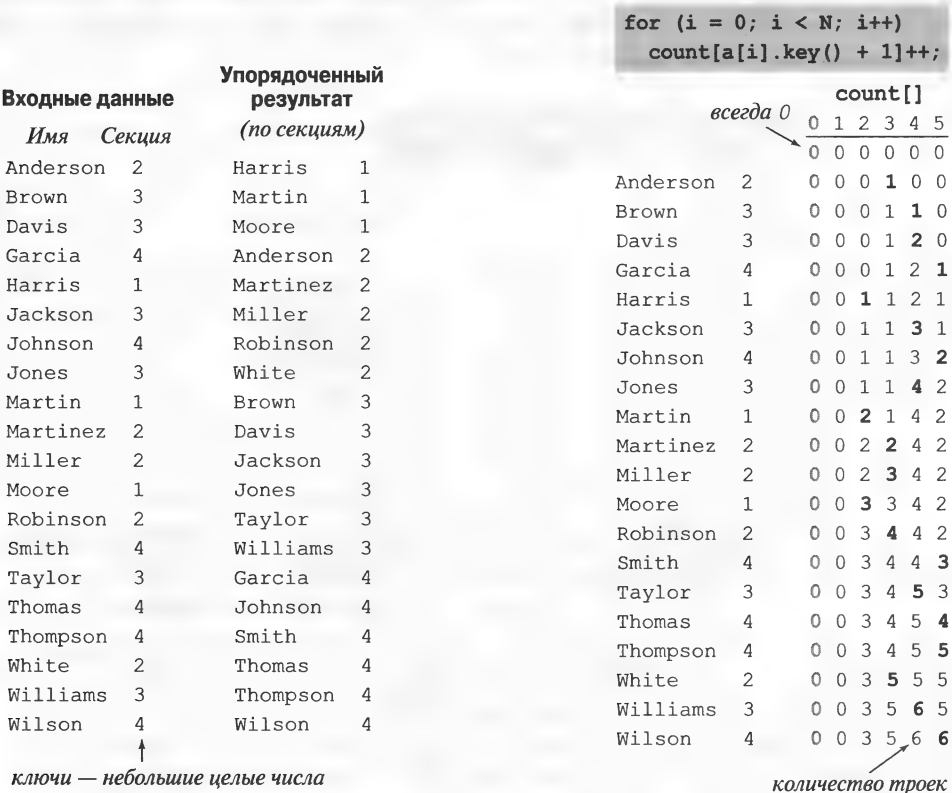 Входные данные
Имя Секция
Anderson 2
Brown 3
Davis 3
Garcia 4
Harris 1
Jackson 3
Johnson 4
Jones 3
Martin 1
Martinez 2
Miller 2
Moore 1
Robinson 2
Smith 4
Taylor 3
Thomas 4
Thompson 4
White 2
Williams 3
Wilson 4
ключи — небольшие целые числа
Упорядоченный
результат
(по секциям)
Harris 1
Martin 1
Moore 1
Anderson 2
Martinez 2
Miller 2
Robinson 2
White 2
Brown 3
Davis 3
Jackson 3
Jones 3
Taylor 3
Williams 3
Garcia 4
Johnson 4
Smith 4
Thomas 4
Thompson 4
Wilson 4
for (i = 0; i < N; i++)
count[a[i].key() + 1]++;
count[]
всегда 0
0 1 2 3 4 5
0 0 0 0 0 0
Anderson 2 0 0 0 1 0 0
Brown 3 0 0 0 1 1 0
Davis 3 0 0 0 1 2 0
Garcia 4 0 0 0 1 2 1
Harris 1 0 0 1 1 2 1
Jackson 3 0 0 1 1 3 1
Johnson 4 0 0 1 1 3 2
Jones 3 0 0 1 1 4 2
Martin 1 0 0 2 1 4 2
Martinez 2 0 0 2 2 4 2
Miller 2 0 0 2 3 4 2
Moore 1 0 0 3 3 4 2
Robinson 2 0 0 3 4 4 2
Smith 4 0 0 3 4 4 3
Taylor 3 0 0 3 4 5 3
Thomas 4 0 0 3 4 5 4
Thompson 4 0 0 3 4 5 5
White 2 0 0 3 5 5 5
Williams 3 0 0 3 5 6 5
Wilson 4 0 0 3 5 6 6
количество троек